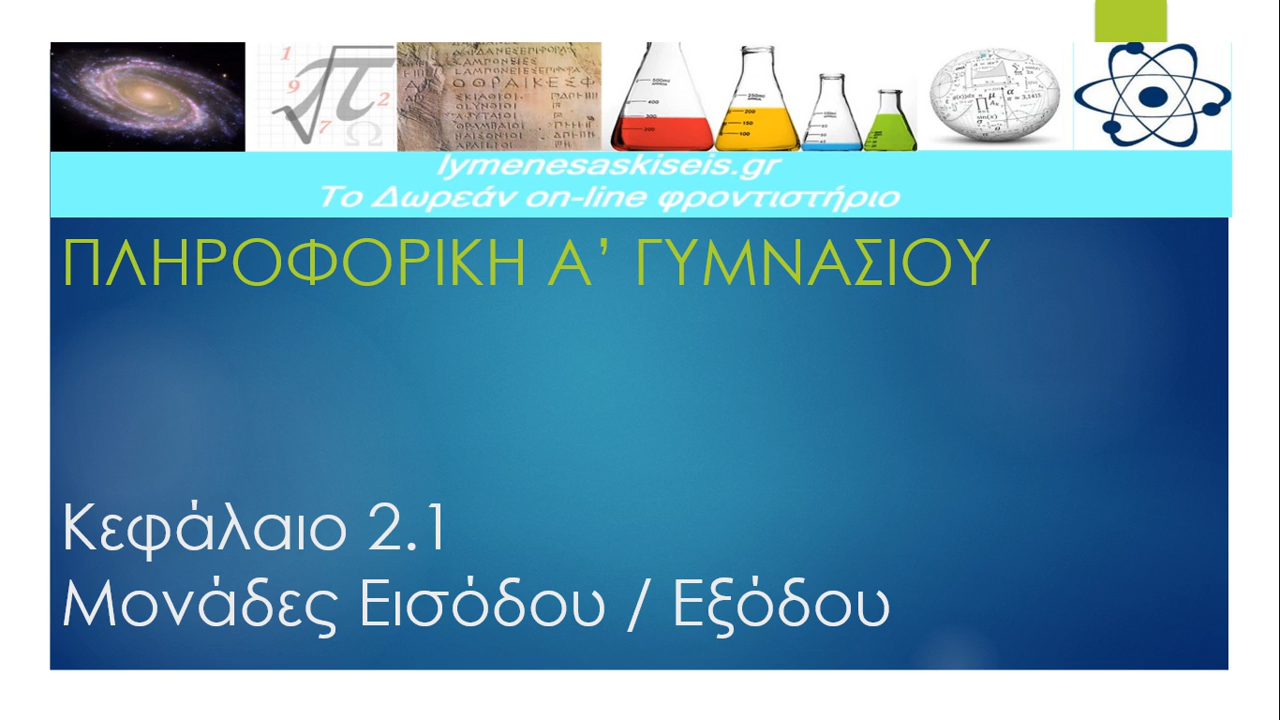 lymenesaskiseis.gr
Το Δωρεάν on-line φροντιστήριο
ΠΛΗΡΟΦΟΡΙΚΗ Α’ ΓΥΜΝΑΣΙΟΥ
Κεφάλαιο 2.1
Μονάδες Εισόδου / Εξόδου